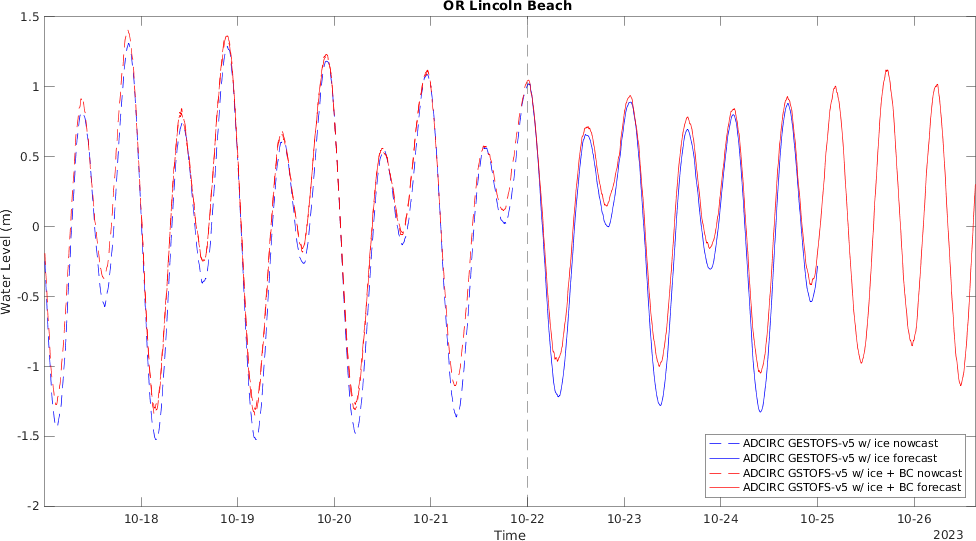 OR Lincoln Beach
1.5
1
0.5
0
-0.5
-1
-1.5
-2
Water Level (m)
10-18 10-19 10-20 10-21 10-22 10-23 10-24 10-25 10-26
Time
2023
ADCIRC GESTOFS-v5 w/ ice nowcast
ADCIRC GESTOFS-v5 w/ ice forecast
ADCIRC GSTOFS-v5 w/ ice + BC nowcast
ADCIRC GSTOFS-v5 w/ ice + BC forecast